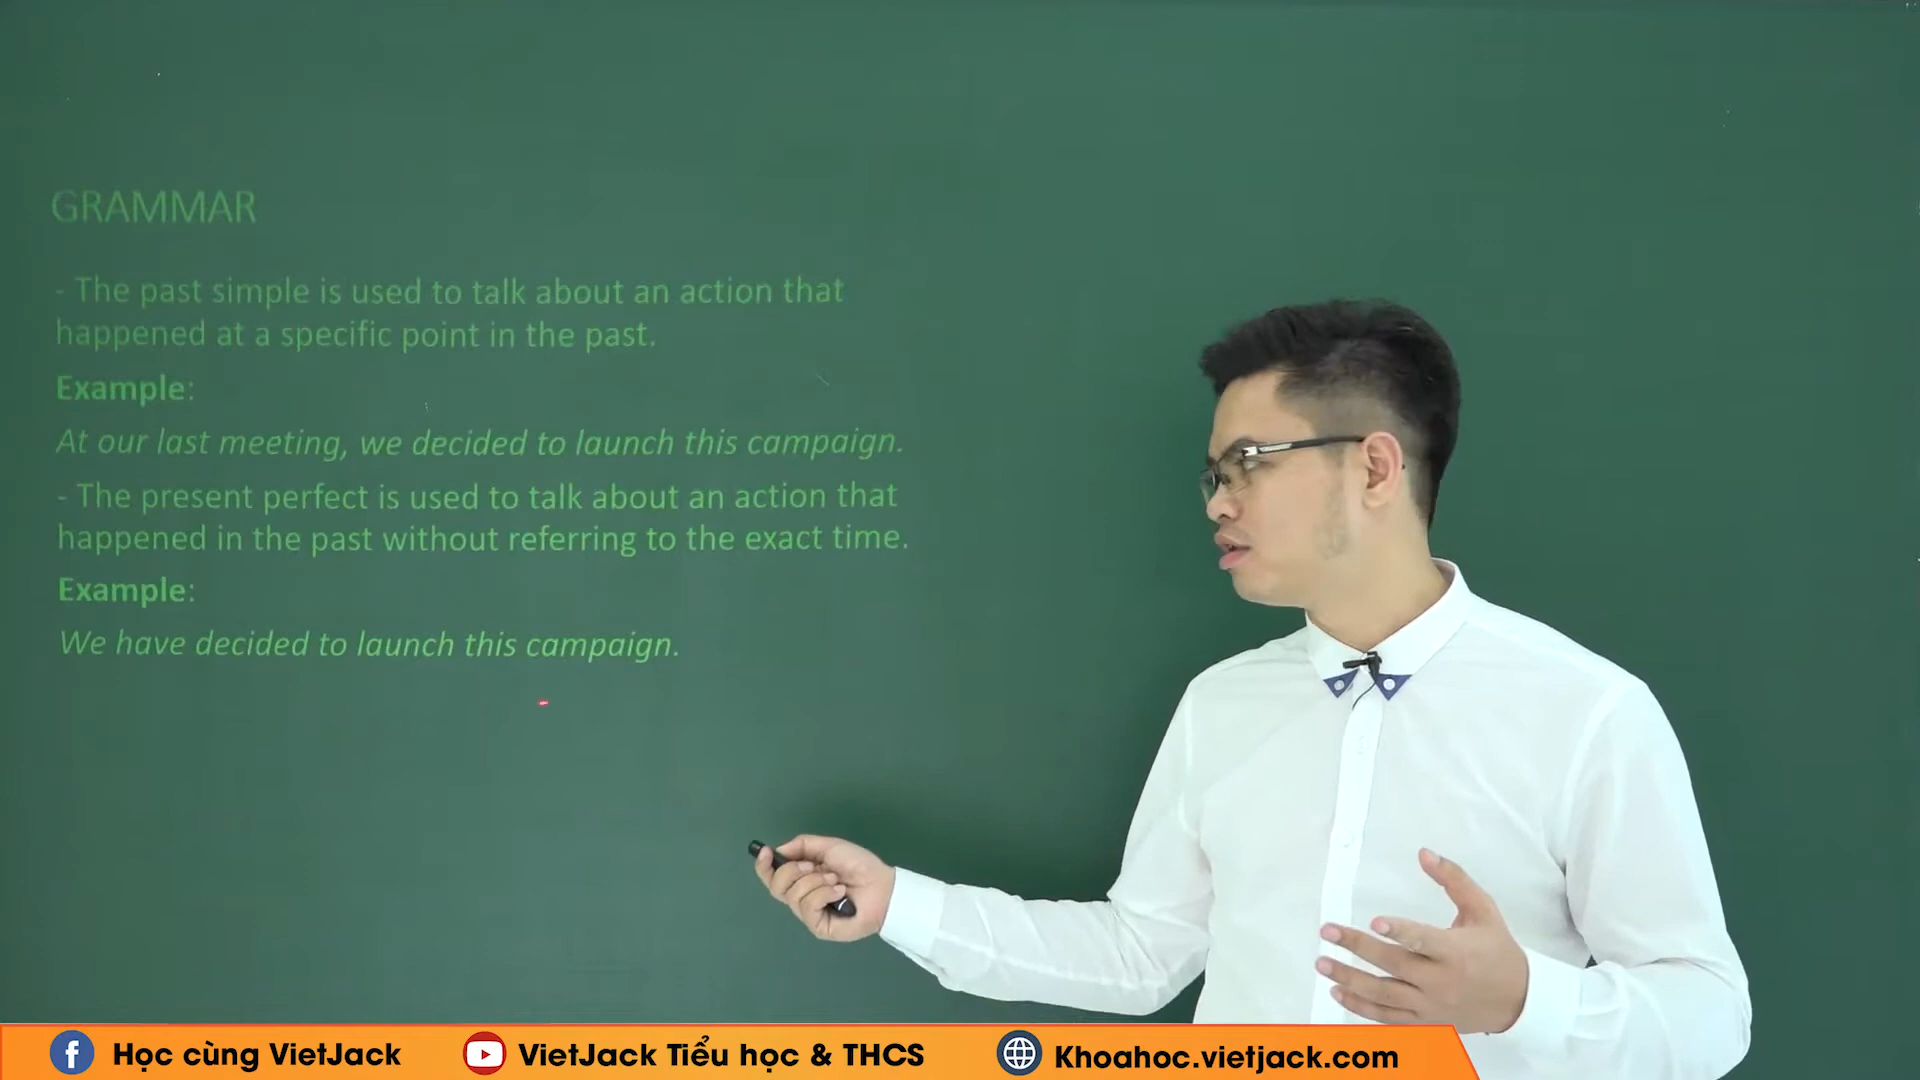 GRAMMAR
- The past simple is used to talk about an action that
happened at a specific point in the past.
Example:
At our last meeting, we decided to launch this campaign.
- The present perfect is used to talk about an action that
happened in the past without referring to the exact time.
Example:
We have decided to launch this campaign.
Học cùng VietJack
VietJack Tiểu học & THCS
Khoahoc.vietjack.com